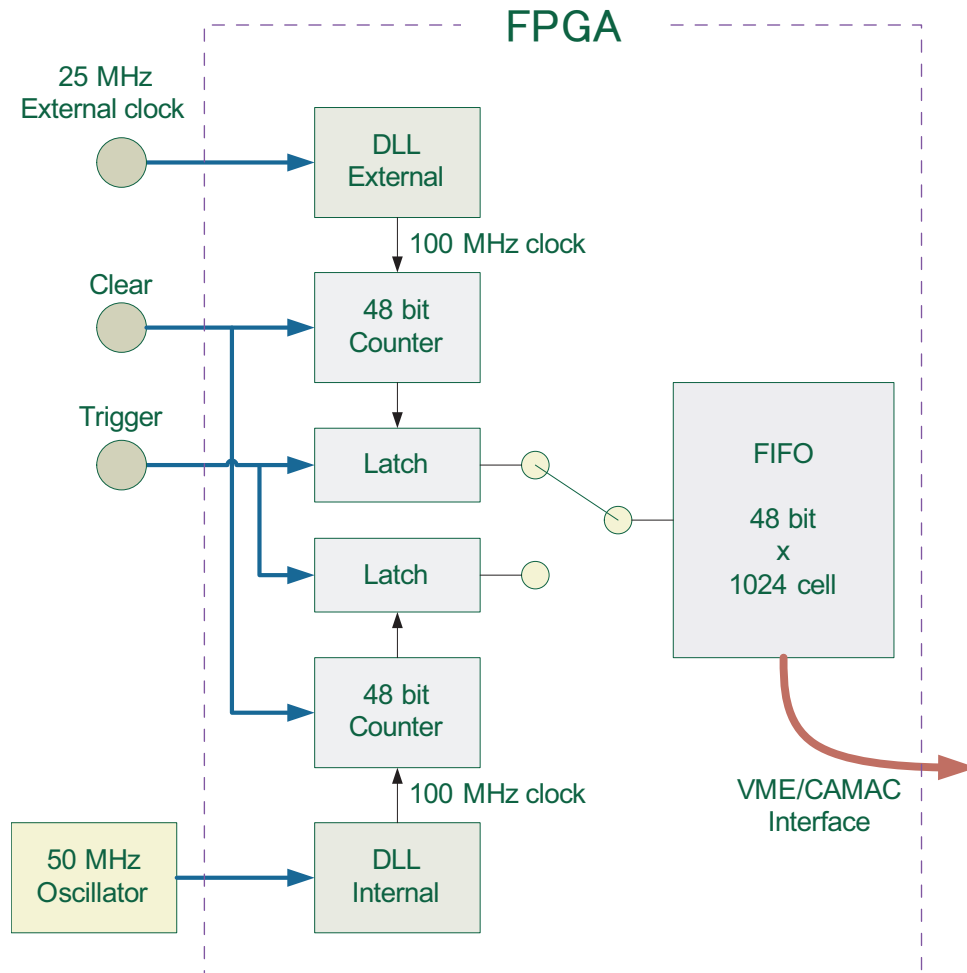 FPGA
25 MHz
External clock
DLL
External
100 MHz clock
Clear
48 bit
Counter
Trigger
Latch
FIFO
48 bit
x
1024 cell
Latch
48 bit
Counter
100 MHz clock
VME/CAMAC
Interface
50 MHz
Oscillator
DLL
Internal